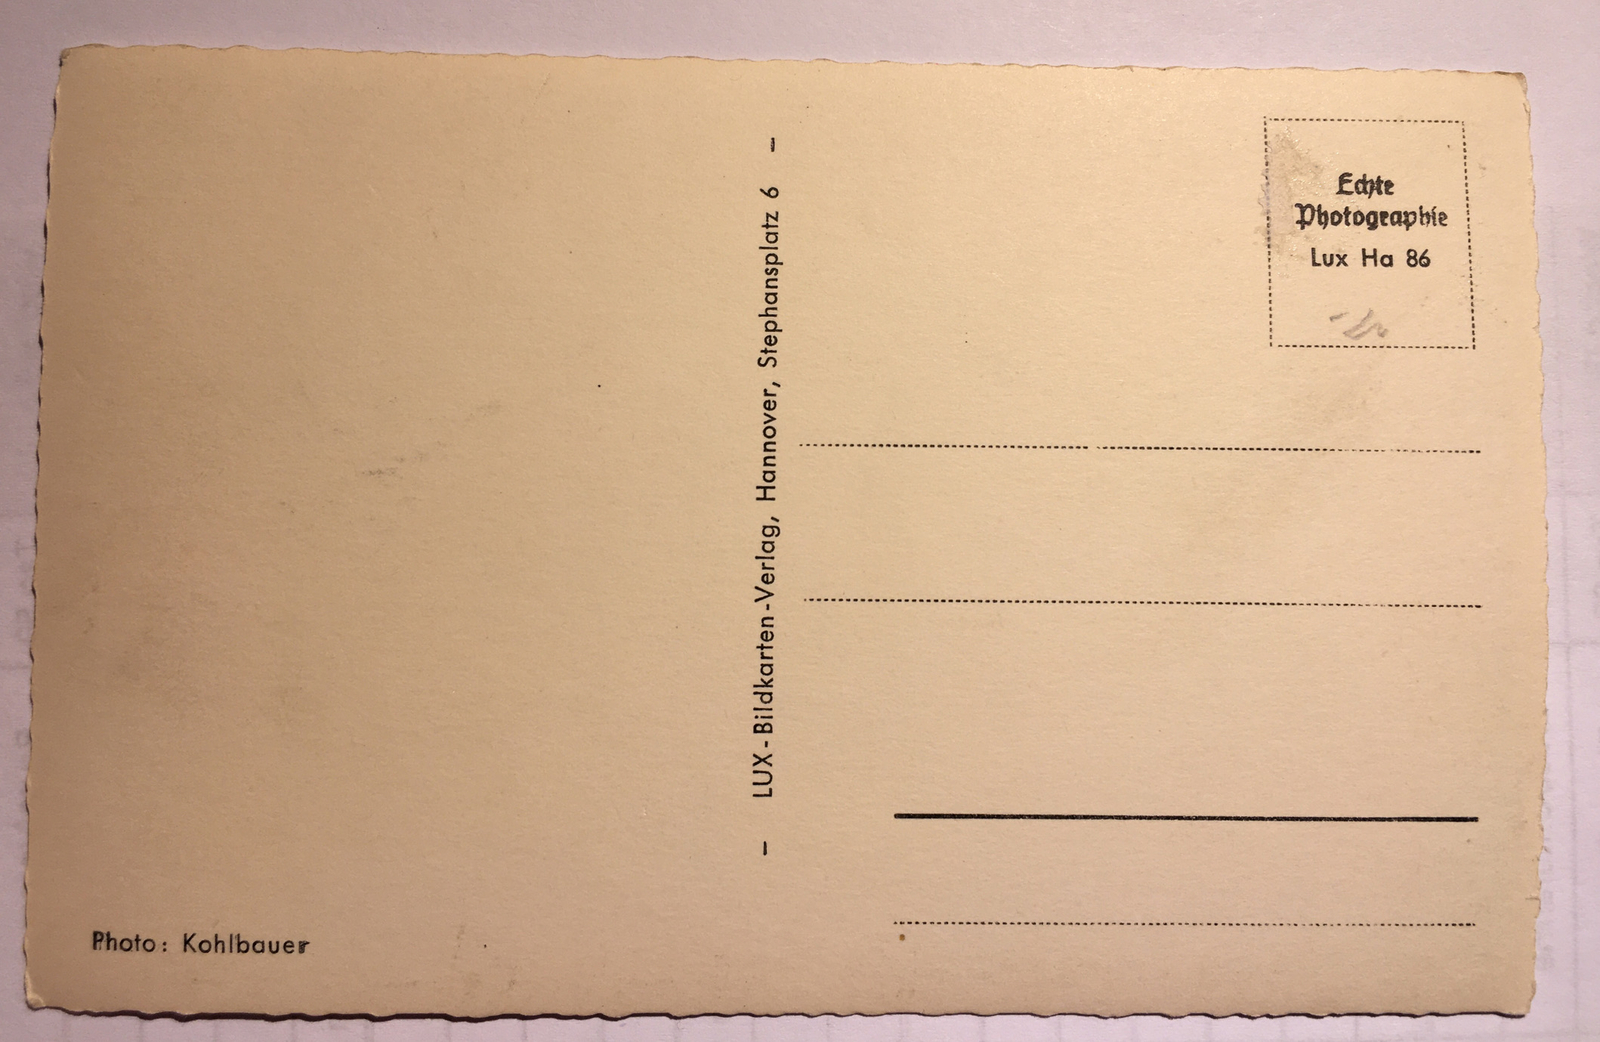 Echte
Photographie
Lux Ha 86
– LUX-Bildkarten-Verlag, Hannover, Stephansplatz 6 –
Photo: Kohlbauer